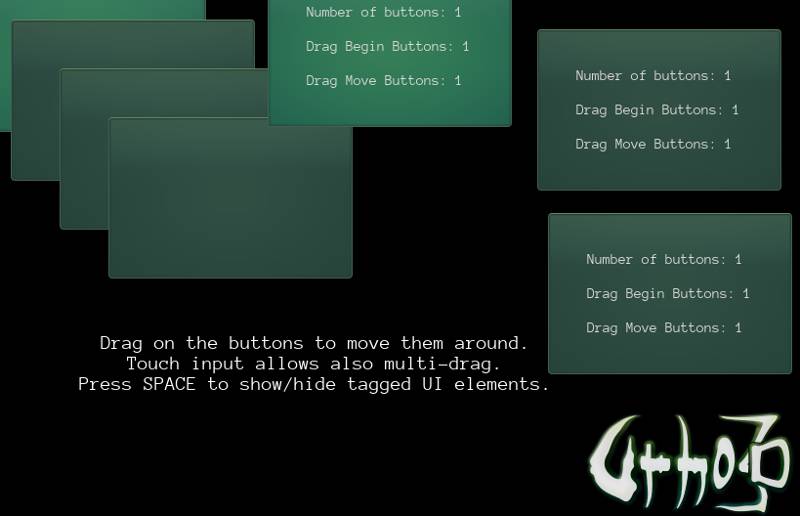 Number of buttons: 1
Drag Begin Buttons: 1
Drag Move Buttons: 1
Number of buttons: 1
Drag Begin Buttons: 1
Drag Move Buttons: 1
Number of buttons: 1
Drag Begin Buttons: 1
Drag Move Buttons: 1
Drag on the buttons to move them around.
Touch input allows also multi-drag.
Press SPACE to show/hide tagged UI elements.